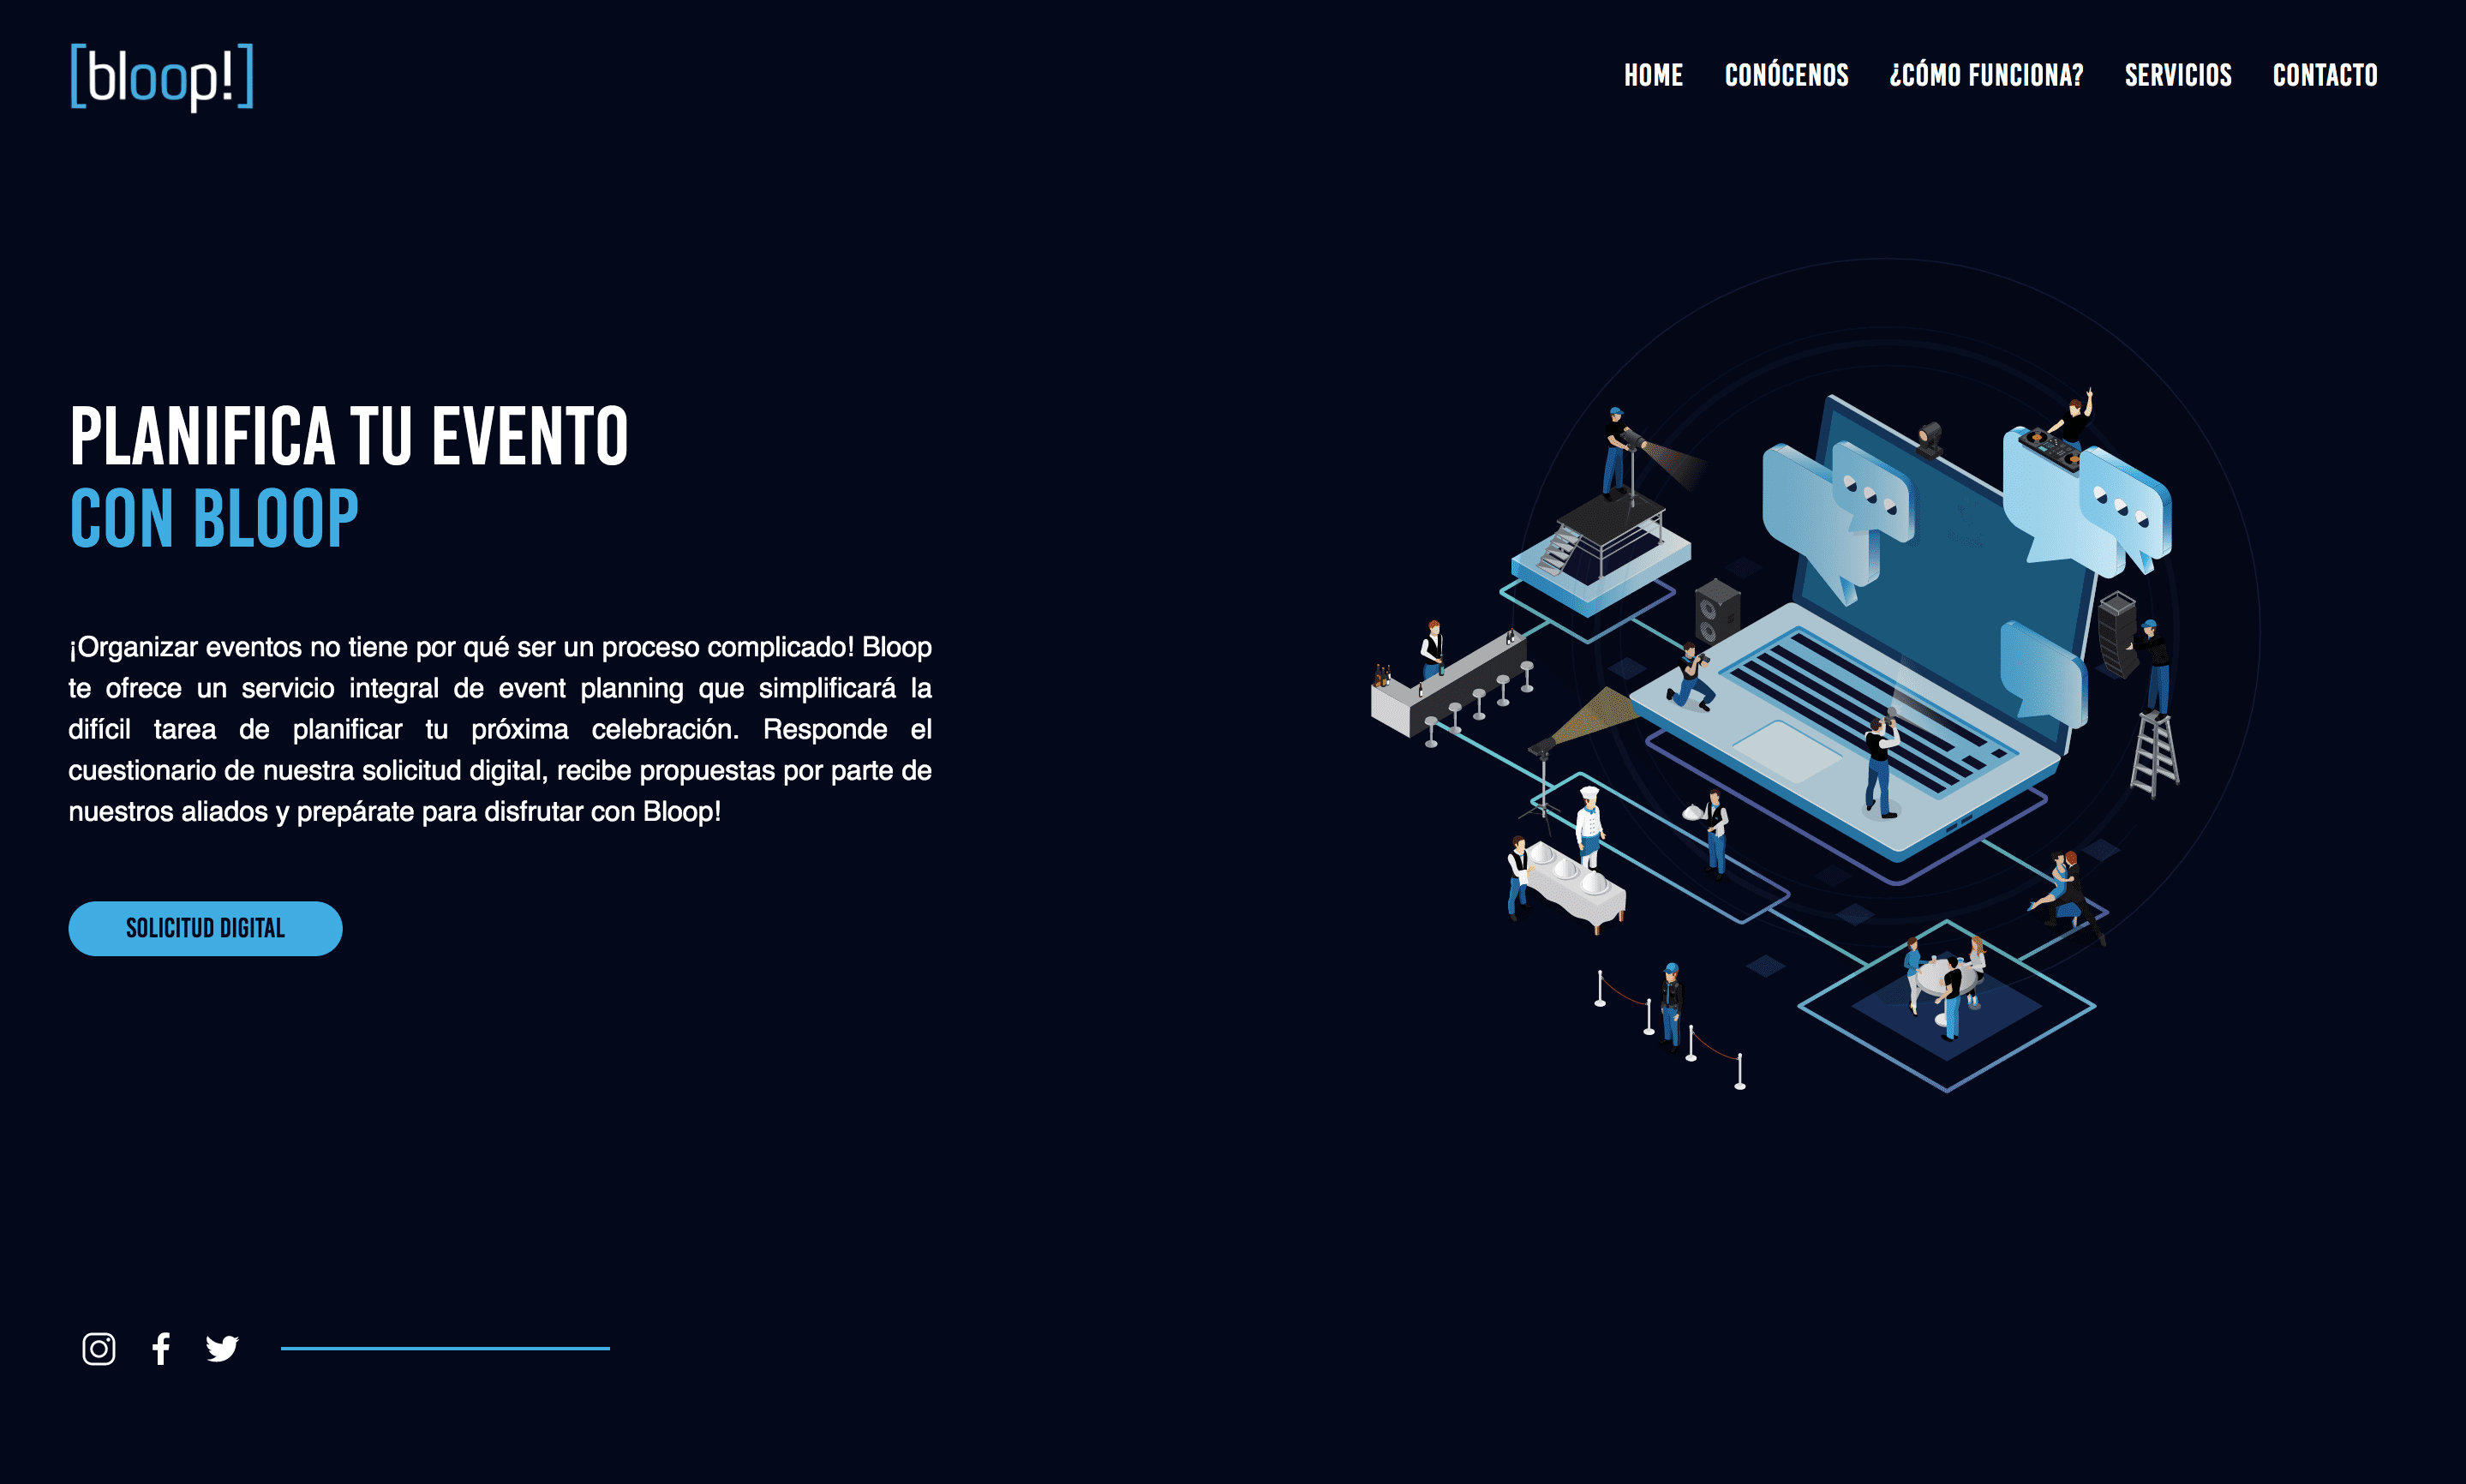 [bloop!]
HOME CONÓCENOS ¿CÓMO FUNCIONA? SERVICIOS CONTACTO
PLANIFICA TU EVENTO
CON BLOOP
¡Organizar eventos no tiene por qué ser un proceso complicado! Bloop
te ofrece un servicio integral de event planning que simplificará la
difícil tarea de planificar tu próxima celebración. Responde el
cuestionario de nuestra solicitud digital, recibe propuestas por parte de
nuestros aliados y prepárate para disfrutar con Bloop!
SOLICITUD DIGITAL